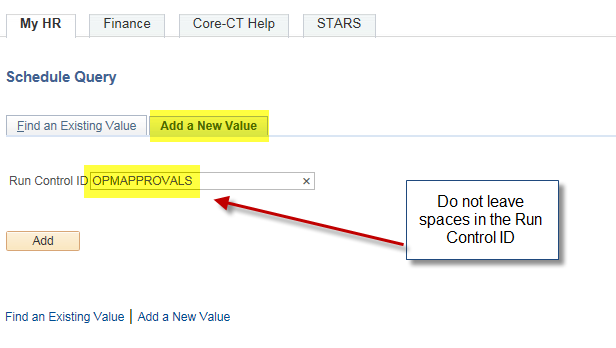 My HR Finance Core-CT Help STARS
Schedule Query
Find an Existing Value Add a New Value
Run Control ID OPMAPPROVALS ×
Do not leave
spaces in the Run
Control ID
Add
Find an Existing Value | Add a New Value